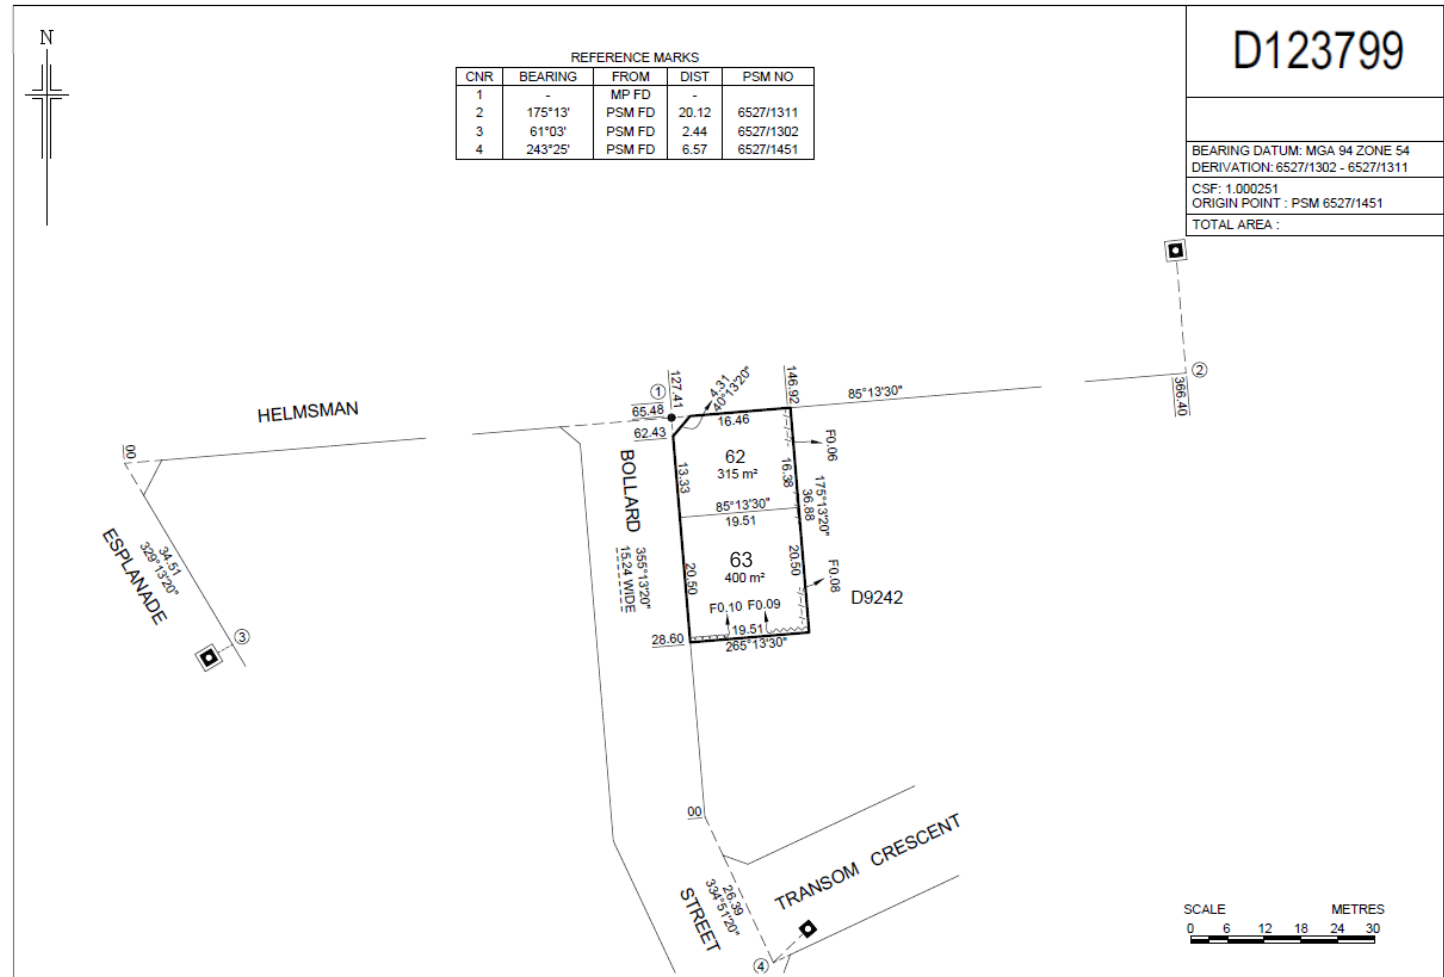 N
D123799
REFERENCE MARKS
CNR BEARING FROM DIST PSM NO
1 - MP FD -
2 175°13' PSM FD 20.12 6527/1311
3 61°03' PSM FD 2.44 6527/1302
4 243°25' PSM FD 6.57 6527/1451
BEARING DATUM: MGA 94 ZONE 54
DERIVATION: 6527/1302 - 6527/1311
CSF: 1.000251
ORIGIN POINT : PSM 6527/1451
TOTAL AREA :
2
366.40
85°13'30"
146.92
4.31
40°13'20"
127.41
1
65.48
62.43
HELMSMAN
00
16.46
F0.06
62
315 m²
13.33
16.38
175°13'20"
36.88
85°13'30"
19.51
BOLLARD
355°13'20"
15.24 WIDE
63
400 m²
20.50
20.50
F0.08
D9242
F0.10 F0.09
19.51
265°13'30"
28.60
ESPLANADE
34.51
329°13'20"
3
00
TRANSOM CRESCENT
26.39
334°51'20"
STREET
4
SCALE METRES
0 6 12 18 24 30